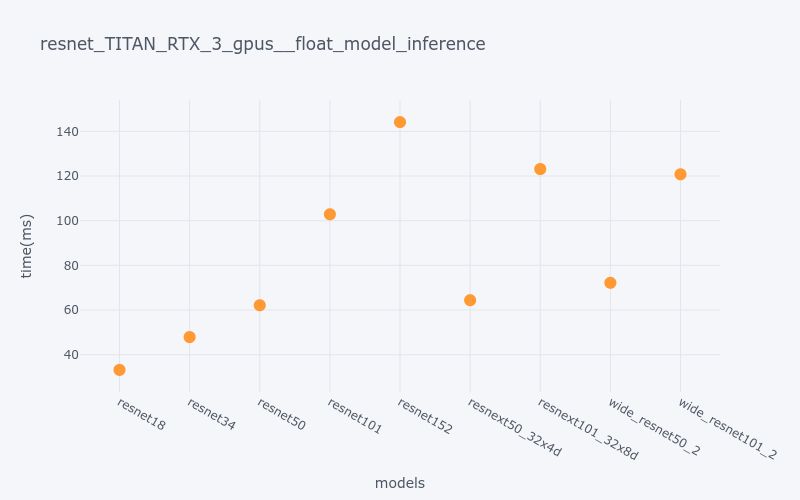 resnet_TITAN_RTX_3_gpus__float_model_inference
time(ms)
140
120
100
80
60
40
resnet18
resnet34
resnet50
resnet101
resnet152
resnext50_32x4d
resnext101_32x8d
wide_resnet50_2
wide_resnet101_2
models